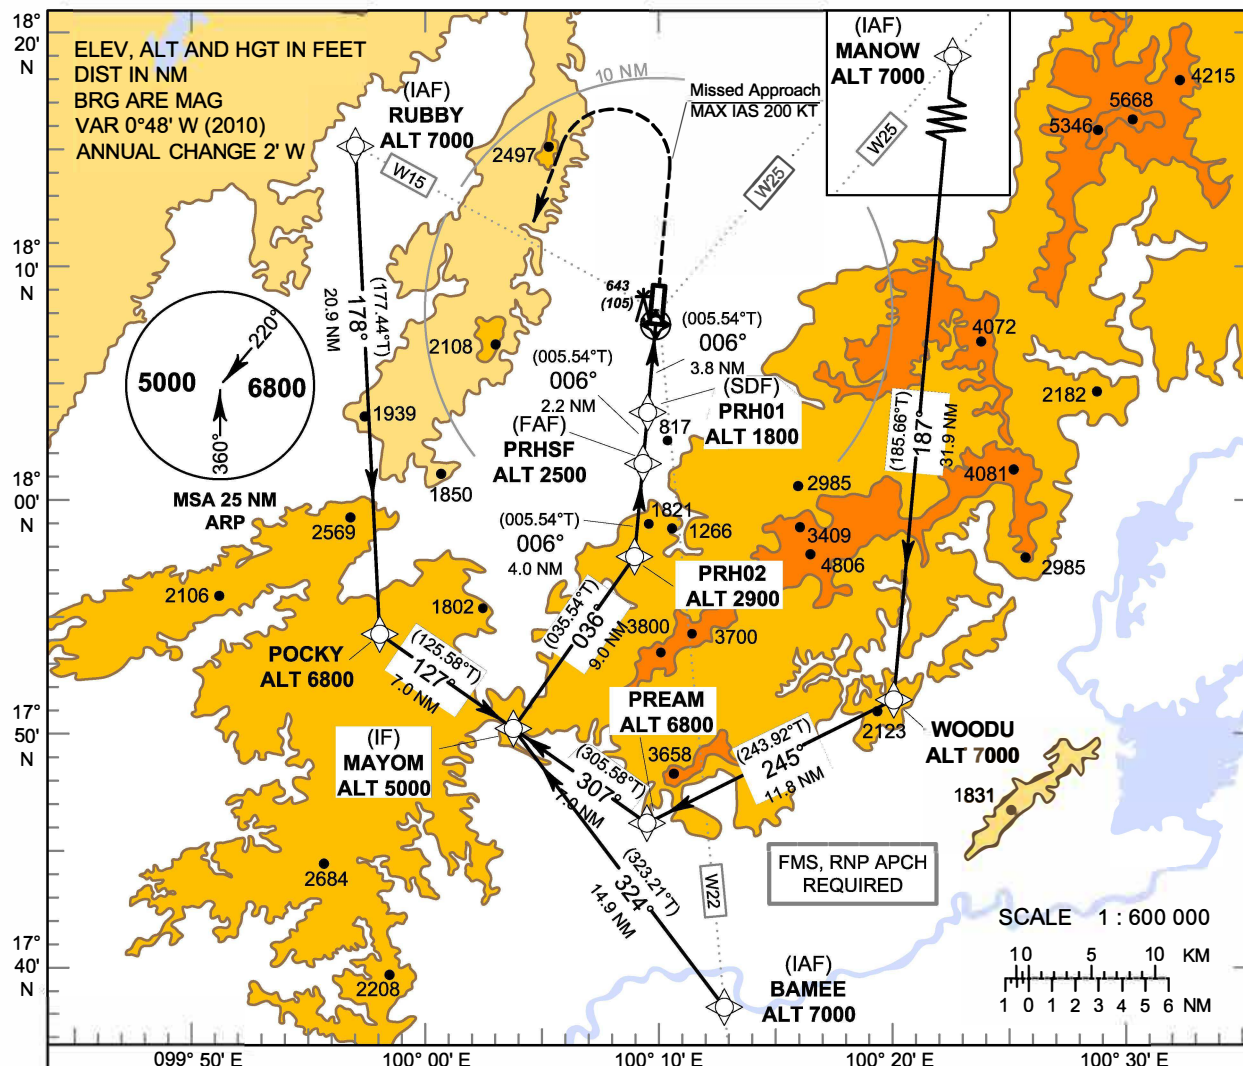 18°
20'
N
ELEV, ALT AND HGT IN FEET
DIST IN NM
BRG ARE MAG
VAR 0°48' W (2010)
ANNUAL CHANGE 2' W
(IAF)
RUBBY
ALT 7000
10 NM
Missed Approach
MAX IAS 200 KT
(IAF)
MANOW
ALT 7000
W25
W25
W15
2497
4215
5668
5346
18°
10'
N
(177.44°T)
178°
20.9 NM
643
(105)
(005.54°T)
006°
3.8 NM
4072
2182
220°
5000
6800
360°
MSA 25 NM
ARP
2108
1939
(005.54°T)
006°
2.2 NM
(SDF)
PRH01
ALT 1800
(FAF)
PRHSF
ALT 2500
817
(185.66°T)
187°
31.9 NM
4081
1850
18°
00'
N
2569
2985
1821
1266
3409
4806
2985
(005.54°T)
006°
4.0 NM
PRH02
ALT 2900
2106
1802
(035.54°T)
036°
9.0 NM
3800
3700
POCKY
ALT 6800
(125.58°T)
127°
7.0 NM
PREAM
ALT 6800
17°
50'
N
(IF)
MAYOM
ALT 5000
(305.58°T)
307°
7.0 NM
3658
(243.92°T)
245°
11.8 NM
2123
WOODU
ALT 7000
1831
(323.21°T)
324°
14.9 NM
W22
FMS, RNP APCH
REQUIRED
2684
SCALE 1 : 600 000
17°
40'
N
2208
(IAF)
BAMEE
ALT 7000
10 5 10 KM
1 0 1 2 3 4 5 6 NM
099° 50' E
100° 00' E
100° 10' E
100° 20' E
100° 30' E